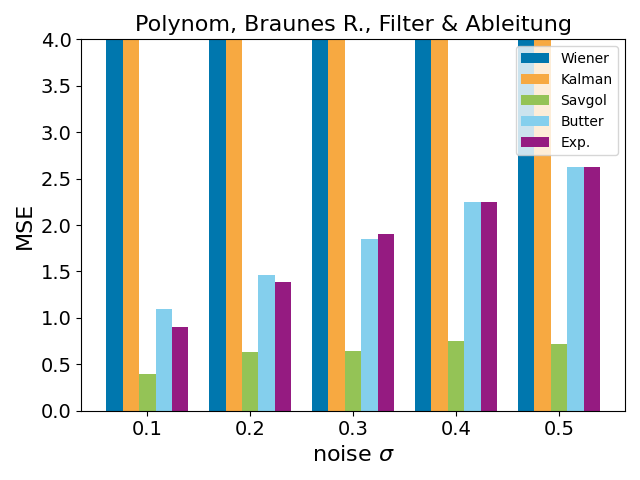 Polynom, Braunes R., Filter & Ableitung
MSE
4.0
3.5
3.0
2.5
2.0
1.5
1.0
0.5
0.0
Wiener
Kalman
Savgol
Butter
Exp.
0.1 0.2 0.3 0.4 0.5
noise σ